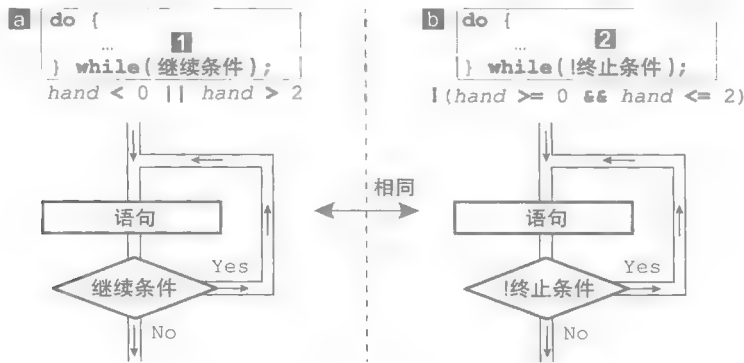 a do {
...
1
} while(继续条件);
hand < 0 || hand > 2
语句
继续条件
Yes
No
相同
b do {
...
2
} while(!终止条件);
!(hand >= 0 && hand <= 2)
语句
!终止条件
Yes
No